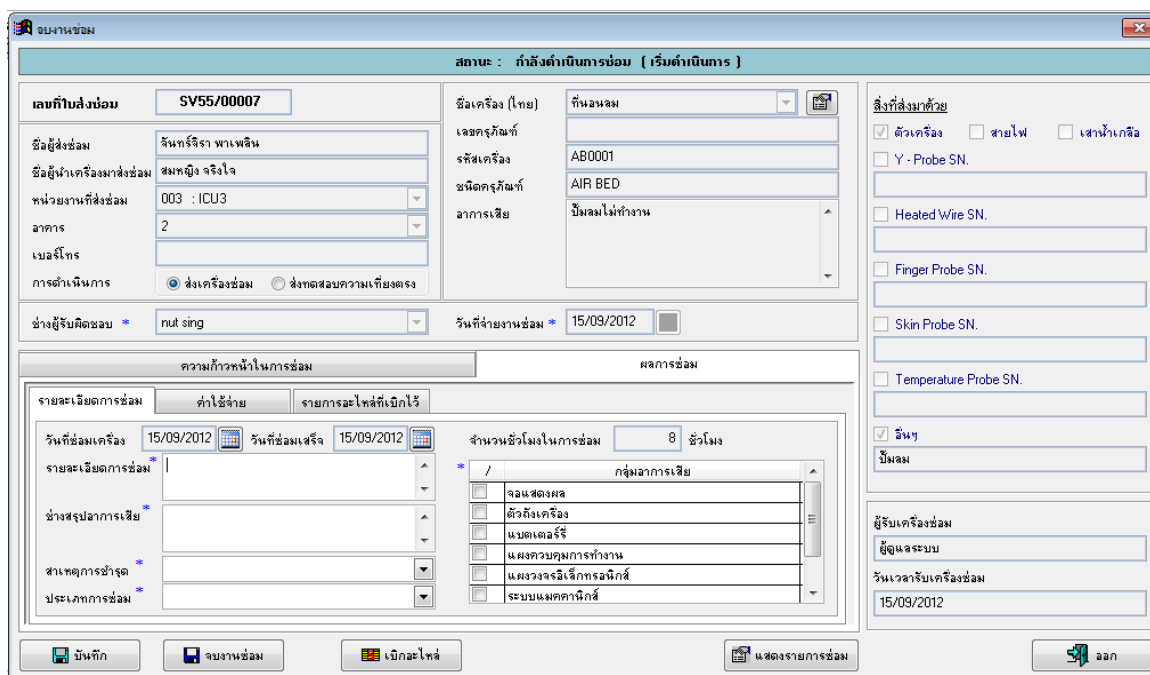 จบงานซ่อม
สถานะ : กำลังดำเนินการซ่อม ( เริ่มดำเนินการ )
เลขที่ใบส่งซ่อม SV55/00007
ชื่อผู้ส่งซ่อม จันทร์จิรา พาเพลิน
ชื่อผู้นำเครื่องมาส่งซ่อม สมหญิง จริงใจ
หน่วยงานที่ส่งซ่อม 003 : ICU3
อาคาร 2
เบอร์โทร
การดำเนินการ ส่งเครื่องซ่อม ส่งทดสอบความเที่ยงตรง
ชื่อเครื่อง (ไทย) ที่นอนลม
เลขครุภัณฑ์
รหัสเครื่อง AB0001
ชนิดครุภัณฑ์ AIR BED
อาการเสีย ปั๊มลมไม่ทำงาน
ช่างผู้รับผิดชอบ * nut sing
วันที่จ่ายงานซ่อม * 15/09/2012
สิ่งที่ส่งมาด้วย
ตัวเครื่อง สายไฟ เสาน้ำเกลือ
Y - Probe SN.
Heated Wire SN.
Finger Probe SN.
Skin Probe SN.
Temperature Probe SN.
อื่นๆ
ปั๊มลม
ผู้รับเครื่องซ่อม
ผู้ดูแลระบบ
วันเวลารับเครื่องซ่อม
15/09/2012
ความก้าวหน้าในการซ่อม ผลการซ่อม
รายละเอียดการซ่อม ค่าใช้จ่าย รายการอะไหล่ที่เบิกไว้
วันที่ซ่อมเครื่อง 15/09/2012 วันที่ซ่อมเสร็จ 15/09/2012 จำนวนชั่วโมงในการซ่อม 8 ชั่วโมง
รายละเอียดการซ่อม *
ช่างสรุปอาการเสีย *
สาเหตุการชำรุด *
ประเภทการซ่อม *
* / กลุ่มอาการเสีย
จอแสดงผล
ตัวถังเครื่อง
แบตเตอร์รี่
แผงควบคุมการทำงาน
แผงวงจรอิเล็กทรอนิกส์
ระบบแมคคานิกส์
บันทึก จบงานซ่อม เบิกอะไหล่ แสดงรายการซ่อม ออก